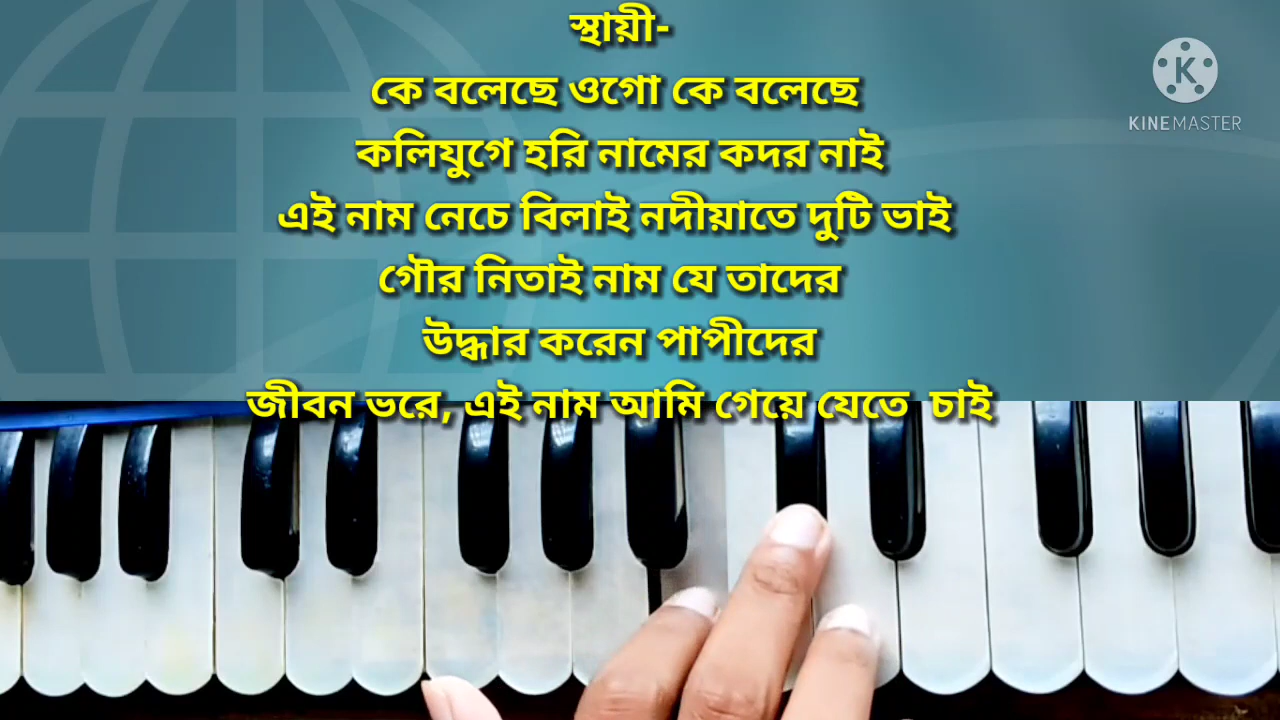 স্থায়ী-
কে বলেছে ওগো কে বলেছে
কলিযুগে হরি নামের কদর নাই
এই নাম নেচে বিলাই নদীয়াতে দুটি ভাই
গৌর নিতাই নাম যে তাদের
উদ্ধার করেন পাপীদের
জীবন ভরে, এই নাম আমি গেয়ে যেতে চাই
K
KINEMASTER